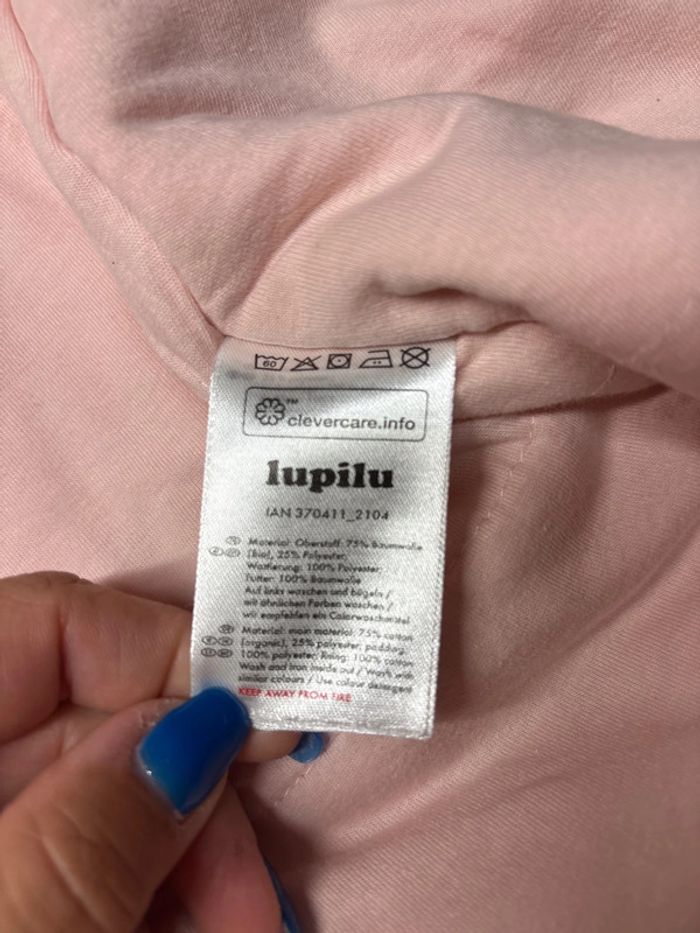 60
™
clevercare.info
lupilu
IAN 370411_2104
Material: Oberstoff: 75% Baumwolle
(bio), 25% Polyester;
Wattierung: 100% Polyester;
Futter: 100% Baumwolle
Auf links waschen und bügeln /
mit ähnlichen Farben waschen /
wir empfehlen ein Colorwaschmittel
Material: main material: 75% cotton
(organic), 25% polyester; padding:
100% polyester; lining: 100% cotton
Wash and iron inside out / Wash with
similar colours / Use colour detergent
KEEP AWAY FROM FIRE